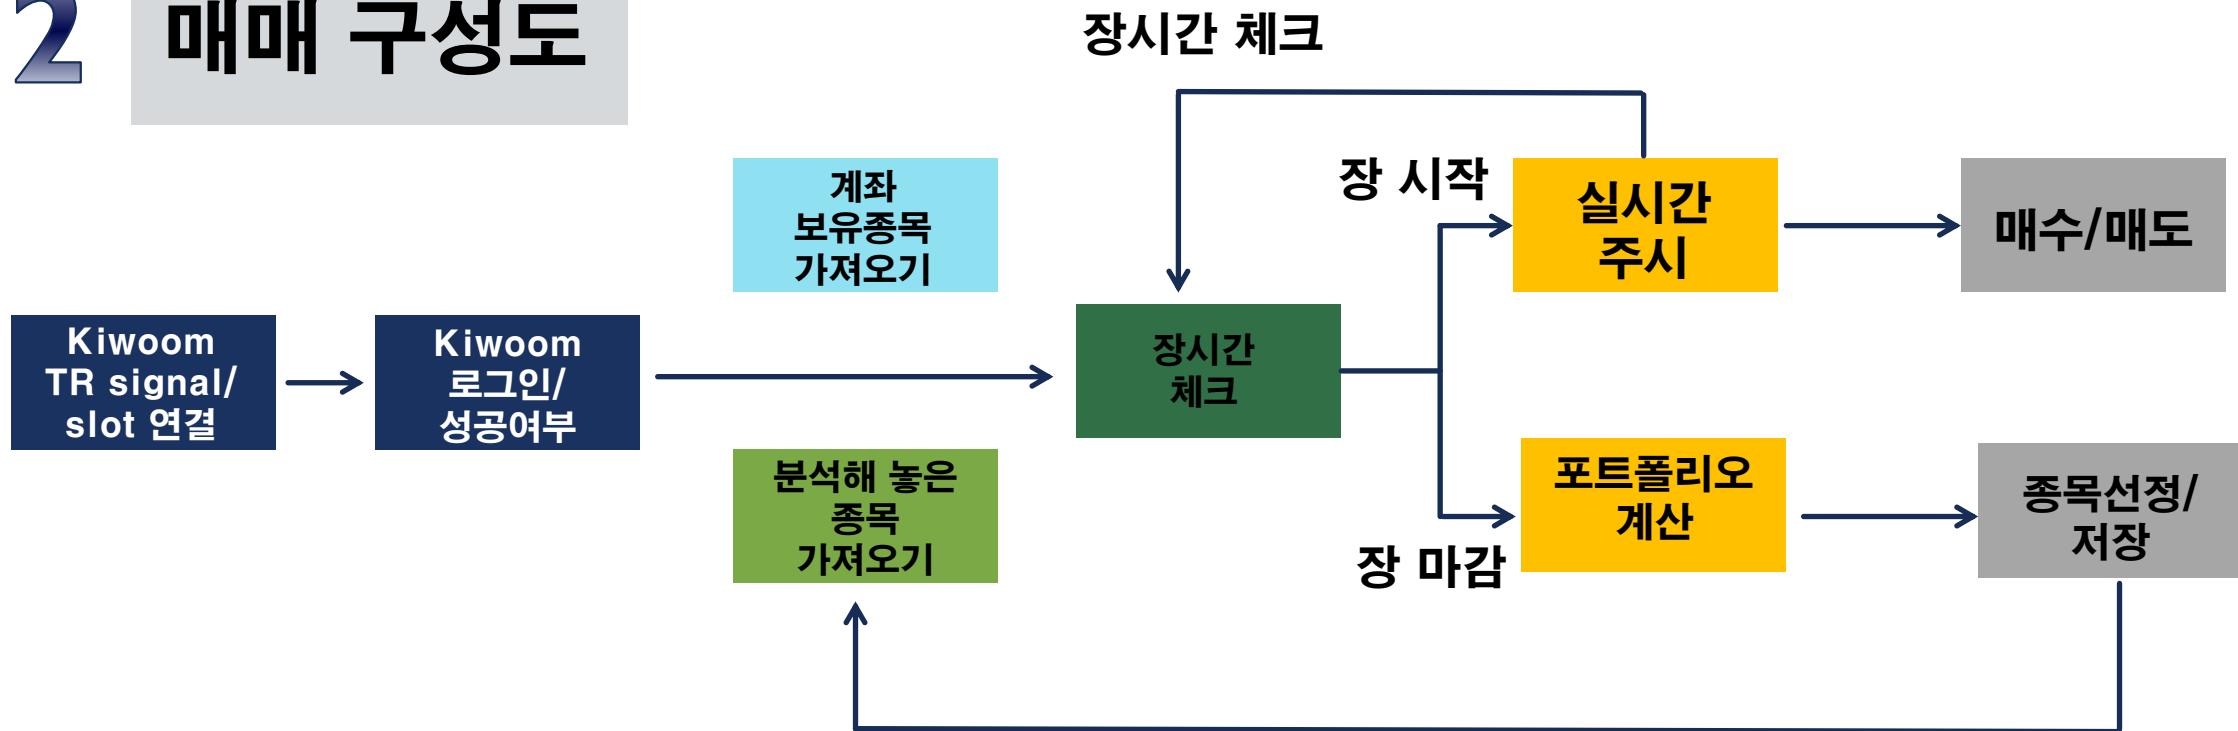 2
매매 구성도
장시간 체크
계좌
보유종목
가져오기
장 시작
실시간
주시
매수/매도
Kiwoom
TR signal/
slot 연결
Kiwoom
로그인/
성공여부
장시간
체크
분석해 놓은
종목
가져오기
포트폴리오
계산
종목선정/
저장
장 마감